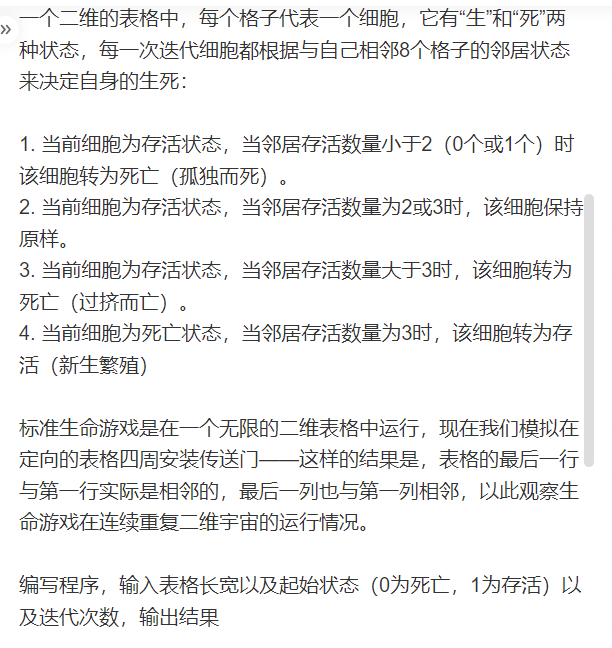 一个二维的表格中，每个格子代表一个细胞，它有“生”和“死”两
»
种状态，每一次迭代细胞都根据与自己相邻8个格子的邻居状态
来决定自身的生死：
1. 当前细胞为存活状态，当邻居存活数量小于2（0个或1个）时
该细胞转为死亡（孤独而死）。
2. 当前细胞为存活状态，当邻居存活数量为2或3时，该细胞保持
原样。
3. 当前细胞为存活状态，当邻居存活数量大于3时，该细胞转为
死亡（过挤而亡）。
4. 当前细胞为死亡状态，当邻居存活数量为3时，该细胞转为存
活（新生繁殖）
标准生命游戏是在一个无限的二维表格中运行，现在我们模拟在
定向的表格四周安装传送门——这样的结果是，表格的最后一行
与第一行实际是相邻的，最后一列也与第一列相邻，以此观察生
命游戏在连续重复二维宇宙的运行情况。
编写程序，输入表格长宽以及起始状态（0为死亡，1为存活）以
及迭代次数，输出结果